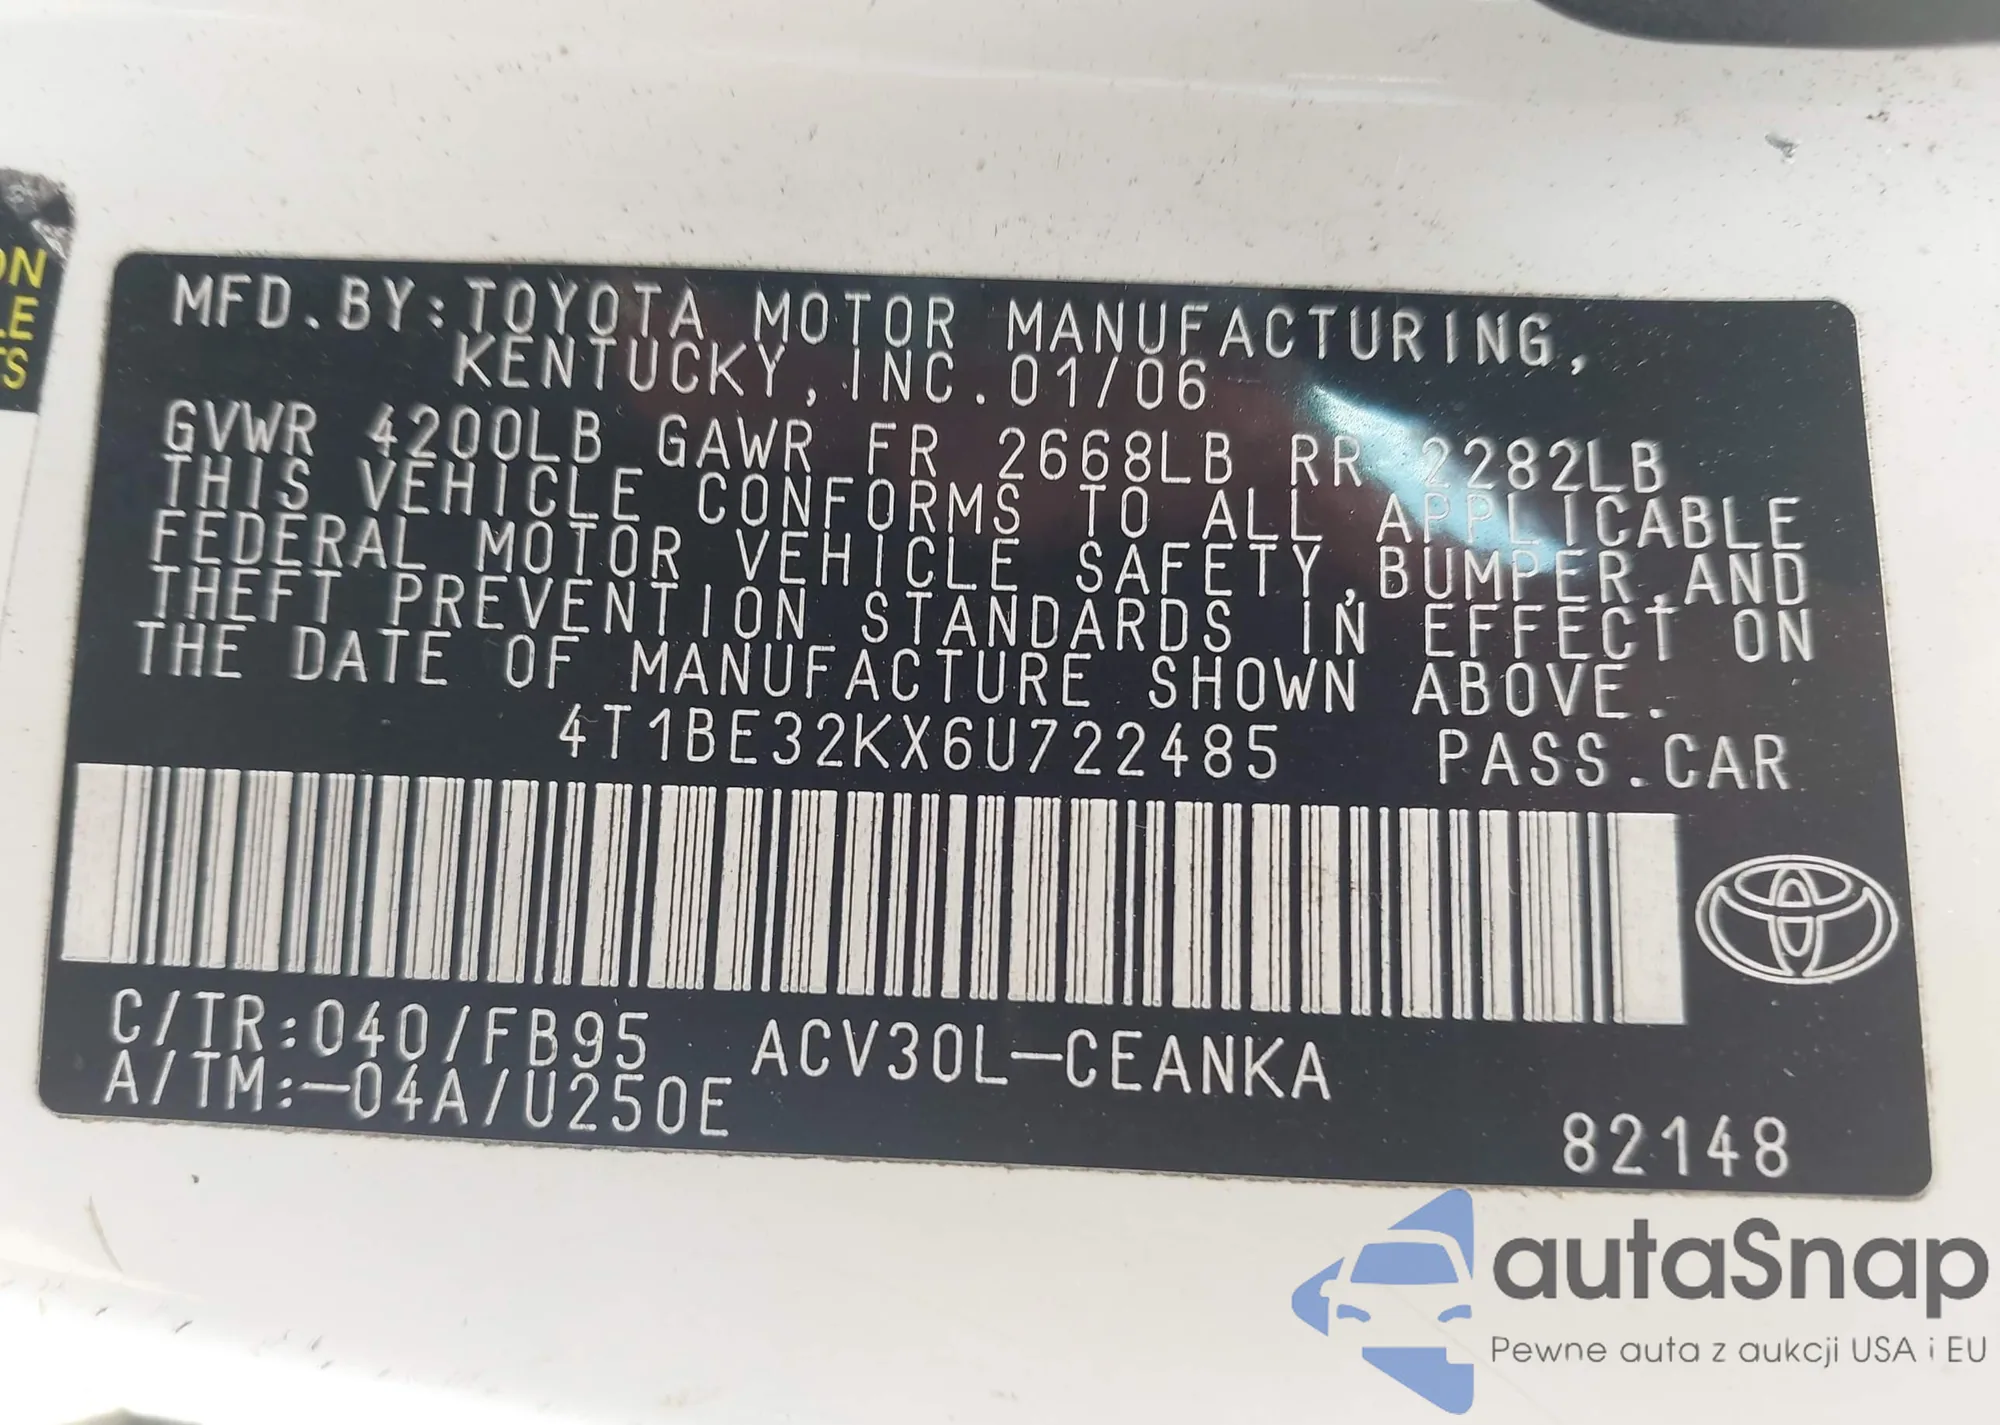 ON
LE
TS
MFD.BY:TOYOTA MOTOR MANUFACTURING,
KENTUCKY,INC.01/06
GVWR 4200LB GAWR FR 2668LB RR 2282LB
THIS VEHICLE CONFORMS TO ALL APPLICABLE
FEDERAL MOTOR VEHICLE SAFETY,BUMPER,AND
THEFT PREVENTION STANDARDS IN EFFECT ON
THE DATE OF MANUFACTURE SHOWN ABOVE.
4T1BE32KX6U722485 PASS.CAR
C/TR:040/FB95 ACV30L-CEANKA
A/TM:-04A/U250E
82148
autaSnap
Pewne auta z aukcji USA i EU